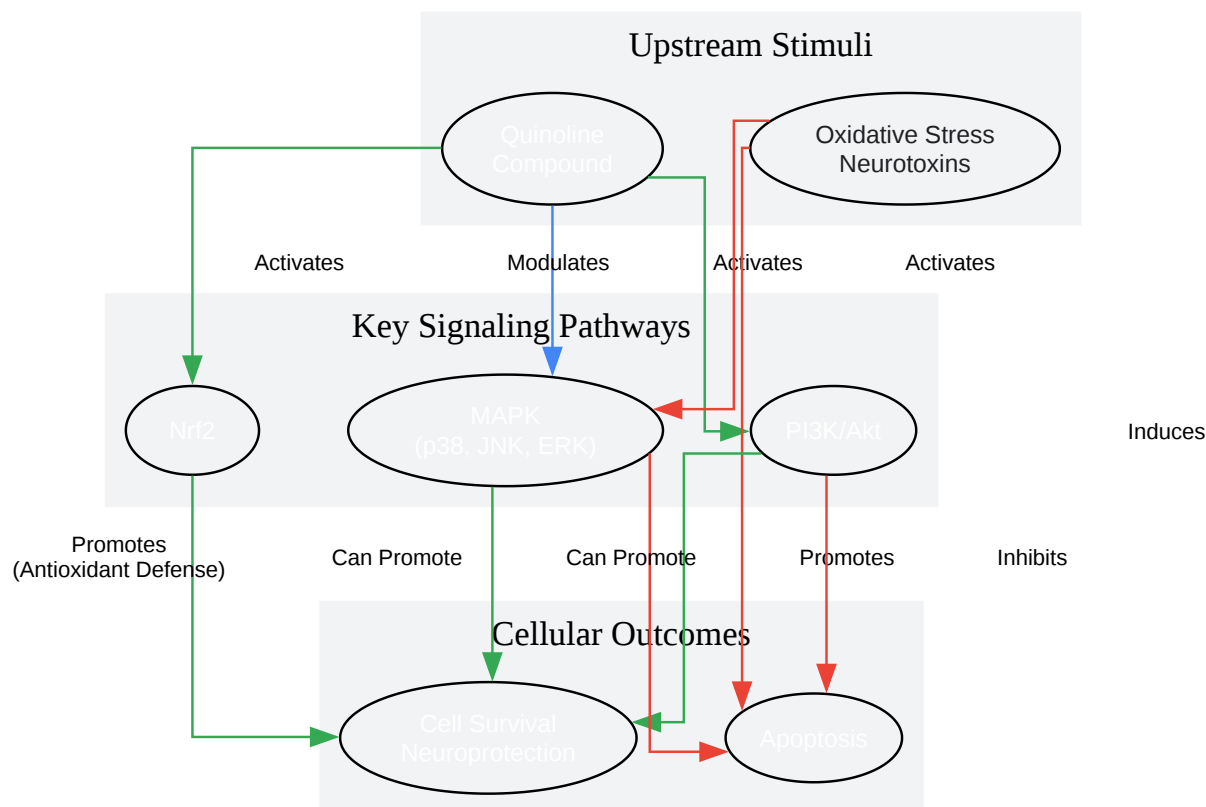 Upstream Stimuli
Quinoline
Compound
Oxidative Stress
Neurotoxins
Activates
Modulates
Activates
Activates
Key Signaling Pathways
Nrf2
MAPK
(p38, JNK, ERK)
PI3K/Akt
Induces
Promotes
(Antioxidant Defense)
Can Promote
Can Promote
Promotes
Inhibits
Cellular Outcomes
Cell Survival
Neuroprotection
Apoptosis